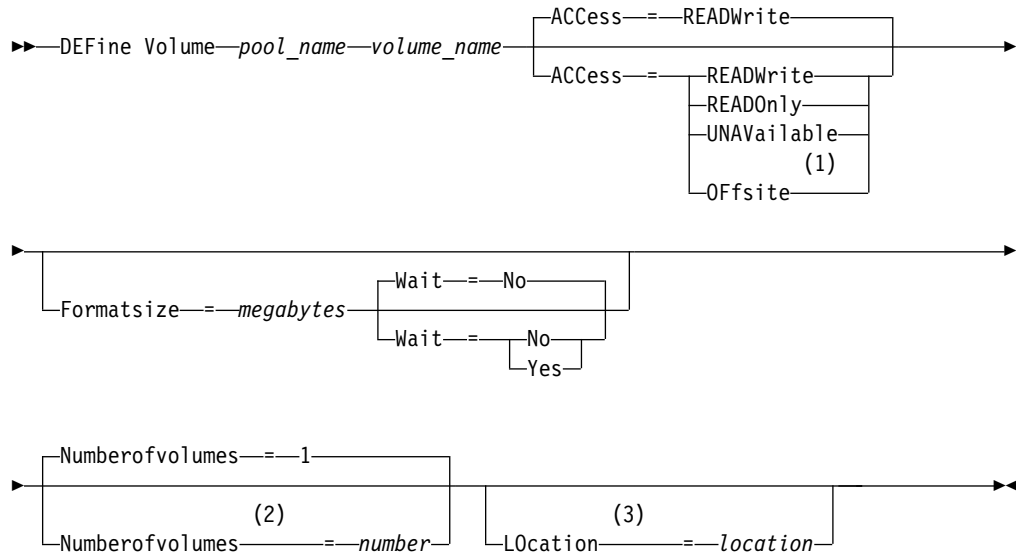 ACCess = READWrite
DEFine Volume pool_name volume_name
ACCess = READWrite
READOnly
UNAVailable
(1)
OFfsite
Wait = No
Formatsize = megabytes
Wait = No
Yes
Numberofvolumes = 1
(2) (3)
Numberofvolumes = number LOcation = location